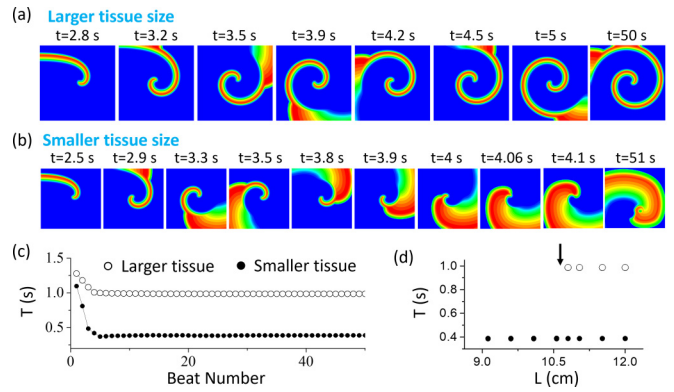 (a) Larger tissue size
t=2.8 s t=3.2 s t=3.5 s t=3.9 s t=4.2 s t=4.5 s t=5 s t=50 s
(b) Smaller tissue size
t=2.5 s t=2.9 s t=3.3 s t=3.5 s t=3.8 s t=3.9 s t=4 s t=4.06 s t=4.1 s t=51 s
(c)
○ Larger tissue ● Smaller tissue
T (s)
1.5
1.0
0.5
0 20 40
Beat Number
(d)
T (s)
1.0
0.8
0.6
0.4
9.0 10.5 12.0
L (cm)